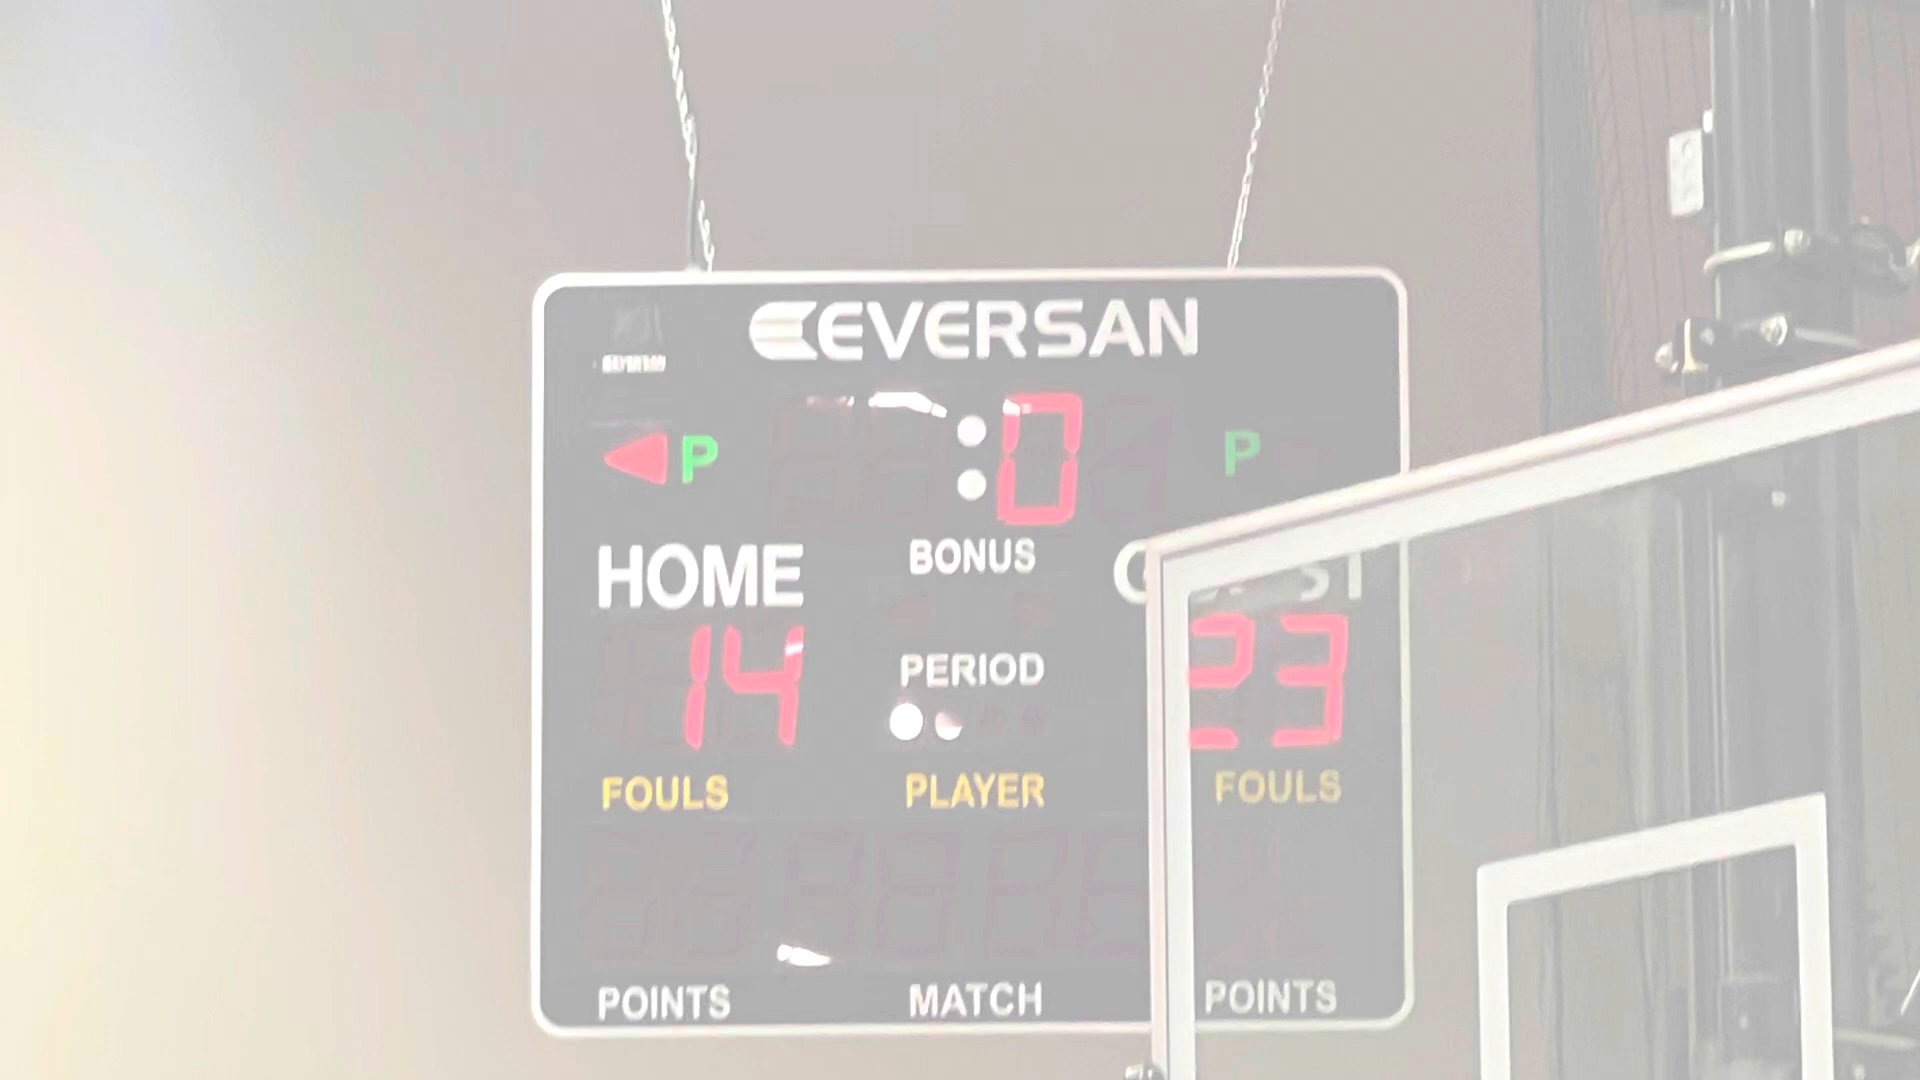 EVERSAN
P :0 P
HOME BONUS
14 PERIOD 23
FOULS PLAYER FOULS
POINTS MATCH POINTS